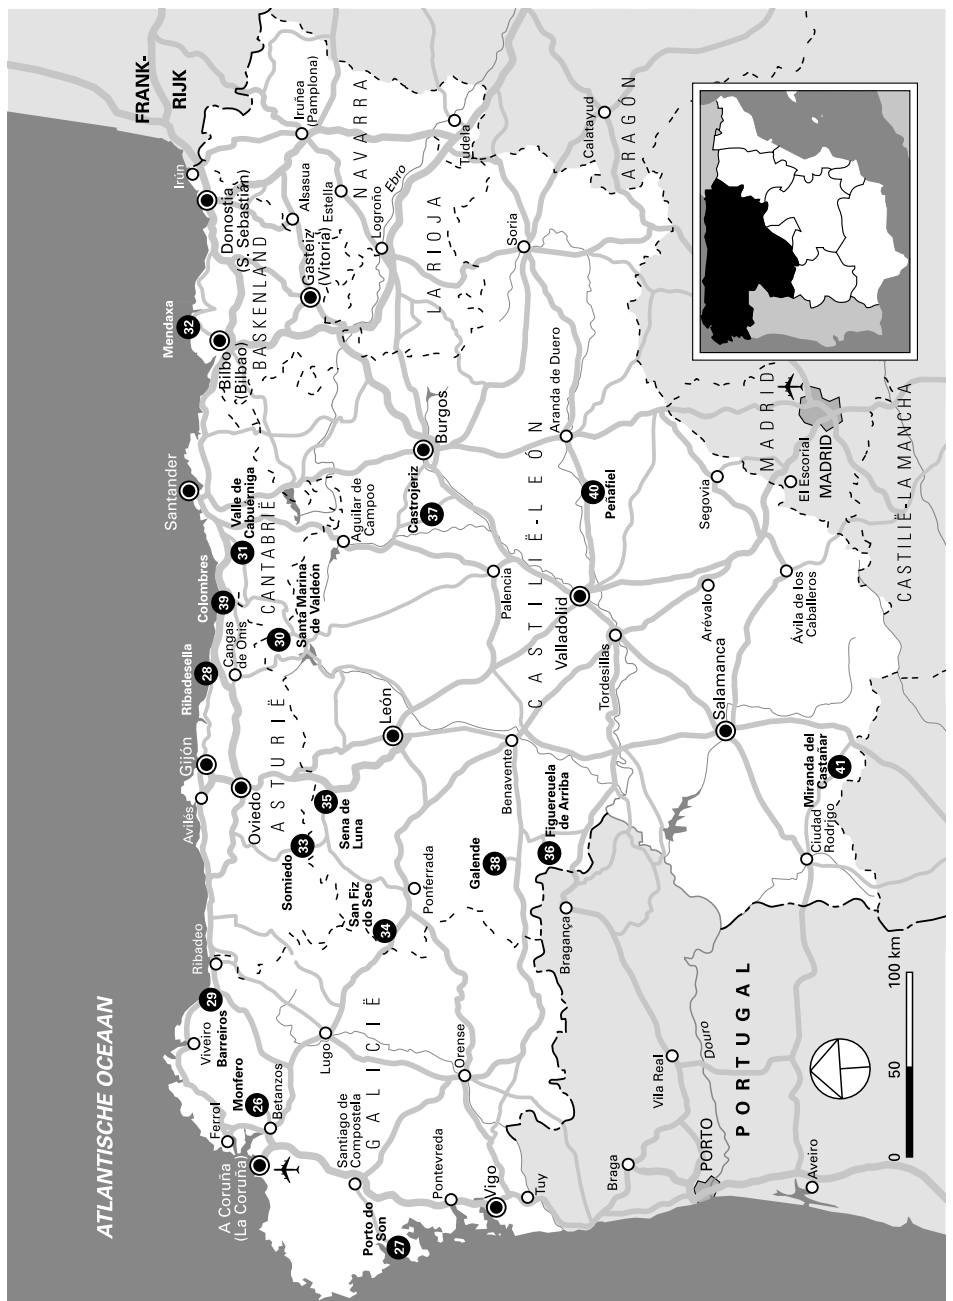 ATLANTISCHE OCEAAN
FRANK-
RIJK
A Coruña
(La Coruña)
Ferrol
Monfero
26
Betanzos
Viveiro
Barreiros
29
Ribadeo
Avilés
Gijón
Oviedo
Ribadesella
28
Cangas
de Onis
Colombres
39
Valle de
Cabuérniga
31
Santander
Mendaxa
32
Bilbo
(Bilbao)
Donostia
(S. Sebastián)
Irún
Iruñea
(Pamplona)
Alsasua
Gasteiz
(Vitoria)
Estella
NAVARRA
BASKENLAND
CANTABRIË
ASTURIË
30
Santa Marina
de Valdeón
Somiedo
33
35
Sena de
Luna
San Fiz
do Seo
34
Lugo
GALICIË
Santiago de
Compostela
Porto do
Son
27
Pontevreda
Vigo
Tuy
Orense
Ponferrada
León
Aguilar de
Campoo
Castrojeriz
37
Burgos
Logroño
Ebro
LA RIOJA
Tudela
Soria
Calatayud
ARAGÓN
Galende
38
Benavente
Palencia
CASTILIË-LEÓN
Figuereuela
de Arriba
36
Bragança
Valladolid
Tordesillas
40
Peñafiel
Aranda de Duero
Segovia
Arévalo
Salamanca
Ávila de los
Caballeros
El Escorial
MADRID
MADRID
CASTILIË-LA MANCHA
Miranda del
Castañar
41
Ciudad
Rodrigo
Braga
Vila Real
Douro
PORTO
PORTUGAL
Aveiro
0
50
100 km